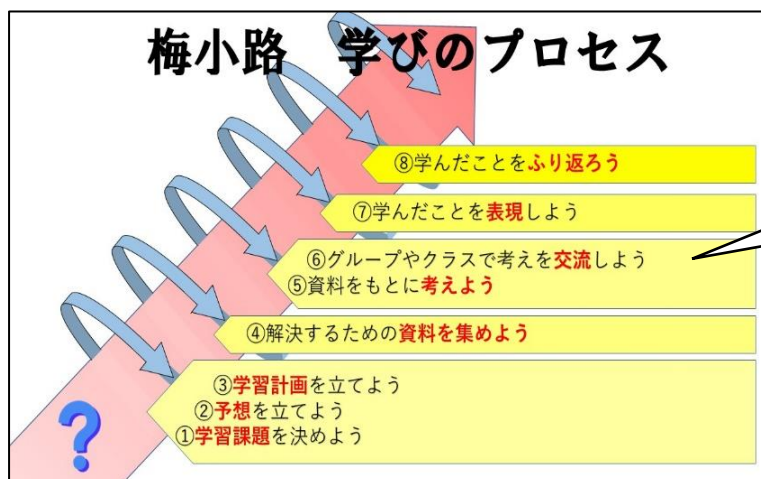 梅小路　学びのプロセス
⑧学んだことをふり返ろう
⑦学んだことを表現しよう
⑥グループやクラスで考えを交流しよう
⑤資料をもとに考えよう
④解決するための資料を集めよう
③学習計画を立てよう
②予想を立てよう
①学習課題を決めよう
?